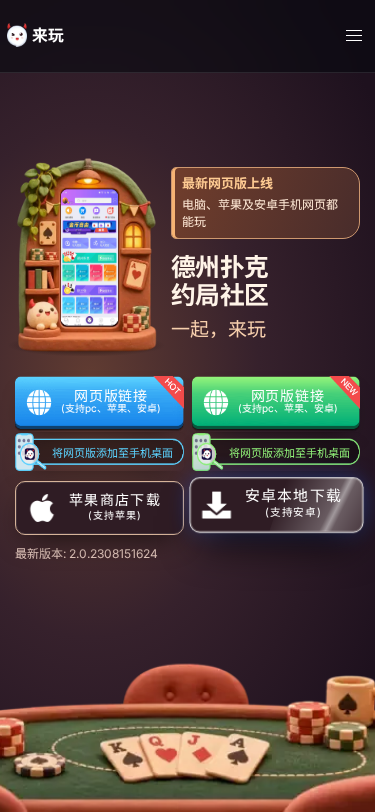 来玩
最新网页版上线
电脑、苹果及安卓手机网页都
能玩
德州扑克
约局社区
一起，来玩
网页版链接
(支持pc、苹果、安卓)
HOT
网页版链接
(支持pc、苹果、安卓)
NEW
将网页版添加至手机桌面
将网页版添加至手机桌面
苹果商店下载
(支持苹果)
安卓本地下载
(支持安卓)
最新版本: 2.0.2308151624
K
Q
J
A